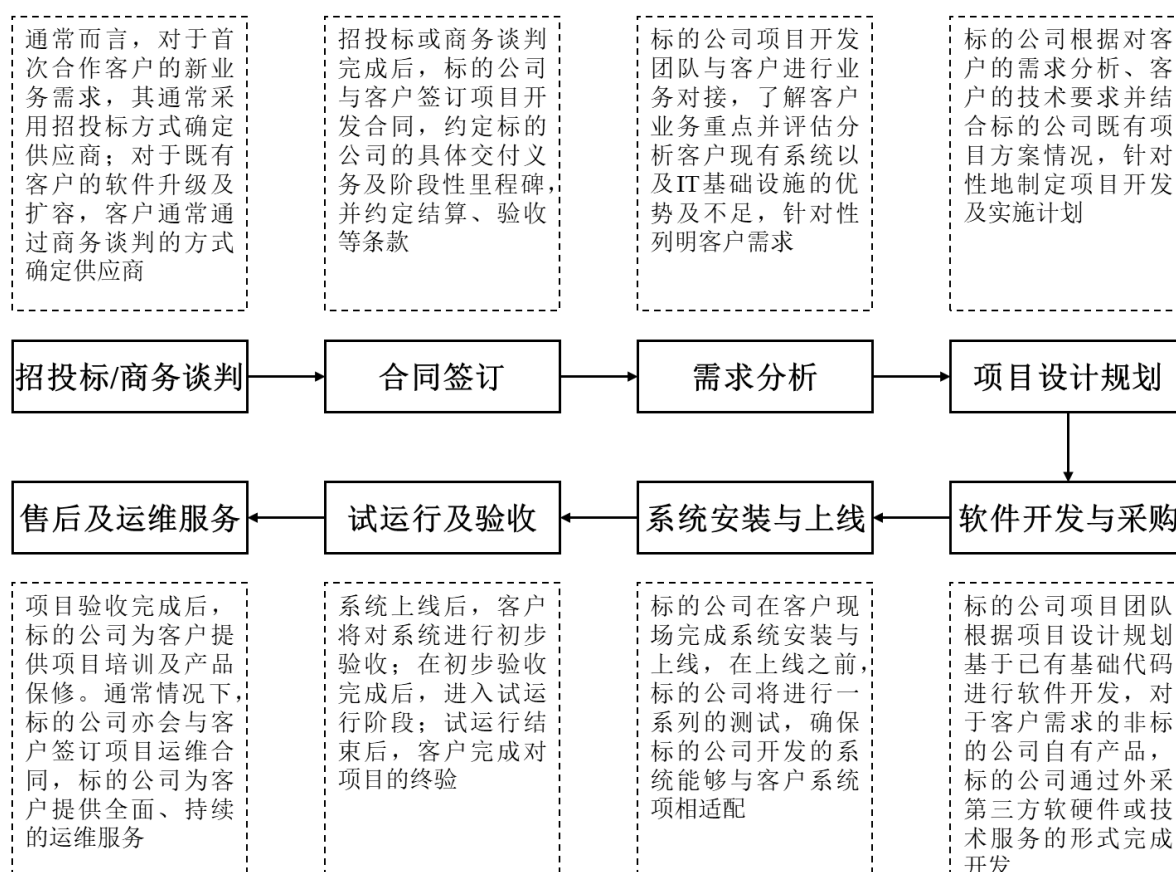 通常而言，对于首
次合作客户的新业
务需求，其通常采
用招投标方式确定
供应商；对于既有
客户的软件升级及
扩容，客户通常通
过商务谈判的方式
确定供应商
招投标或商务谈判
完成后，标的公司
与客户签订项目开
发合同，约定标的
公司的具体交付义
务及阶段性里程碑，
并约定结算、验收
等条款
标的公司项目开发
团队与客户进行业
务对接，了解客户
业务重点并评估分
析客户现有系统以
及IT基础设施的优
势及不足，针对性
列明客户需求
标的公司根据对客
户的需求分析、客
户的技术要求并结
合标的公司既有项
目方案情况，针对
性地制定项目开发
及实施计划
招投标/商务谈判
合同签订
需求分析
项目设计规划
售后及运维服务
试运行及验收
系统安装与上线
软件开发与采购
项目验收完成后，
标的公司为客户提
供项目培训及产品
保修。通常情况下，
标的公司亦会与客
户签订项目运维合
同，标的公司为客
户提供全面、持续
的运维服务
系统上线后，客户
将对系统进行初步
验收；在初步验收
完成后，进入试运
行阶段；试运行结
束后，客户完成对
项目的终验
标的公司在客户现
场完成系统安装与
上线，在上线之前，
标的公司将进行一
系列的测试，确保
标的公司开发的系
统能够与客户系统
项相适配
标的公司项目团队
根据项目设计规划
基于已有基础代码
进行软件开发，对
于客户需求的非标
的公司自有产品，
标的公司通过外采
第三方软硬件或技
术服务的形式完成
开发